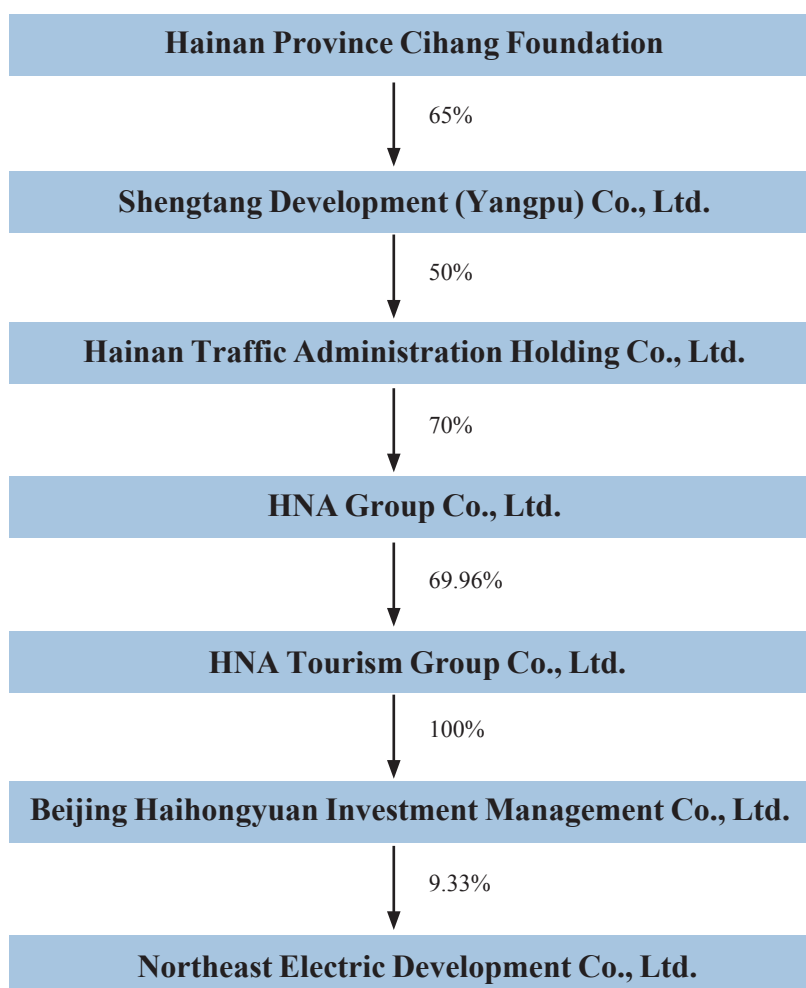 Hainan Province Cihang Foundation
65%
Shengtang Development (Yangpu) Co., Ltd.
50%
Hainan Traffic Administration Holding Co., Ltd.
70%
HNA Group Co., Ltd.
69.96%
HNA Tourism Group Co., Ltd.
100%
Beijing Haihongyuan Investment Management Co., Ltd.
9.33%
Northeast Electric Development Co., Ltd.